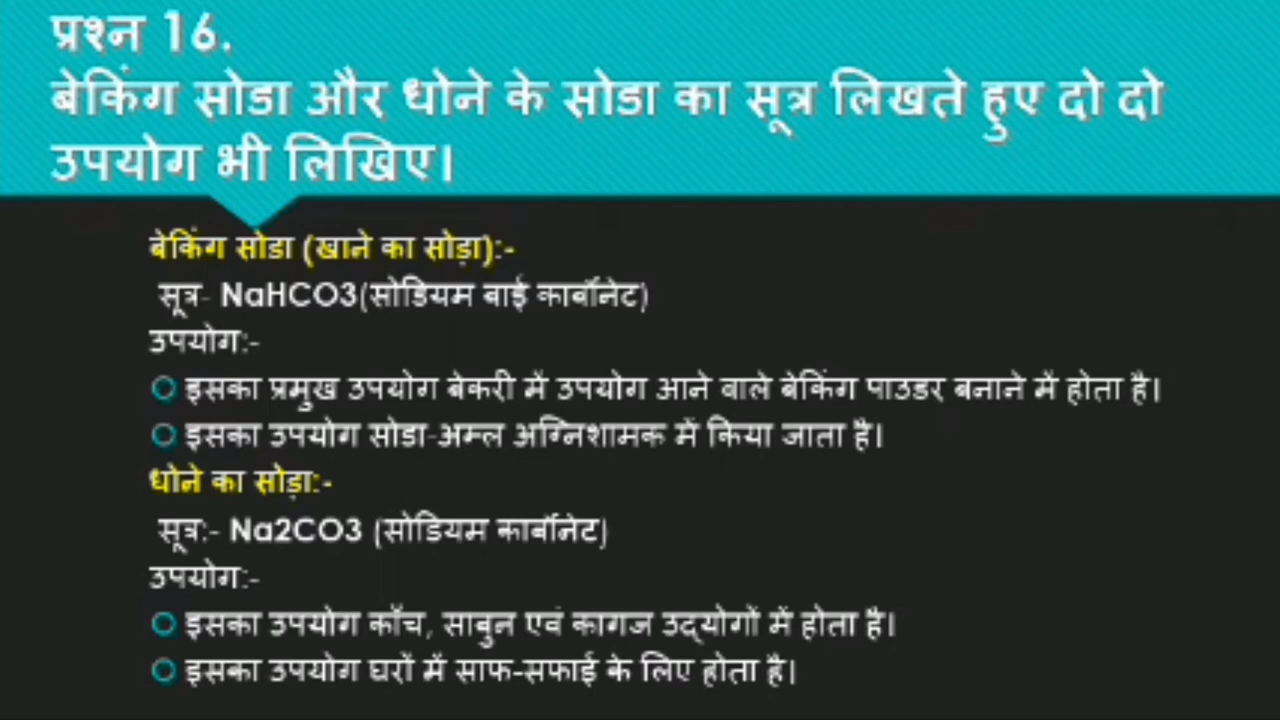 प्रश्न 16.
बेकिंग सोडा और धोने के सोडा का सूत्र लिखते हुए दो दो
उपयोग भी लिखिए।
बेकिंग सोडा (खाने का सोड़ा):-
सूत्र- NaHCO3(सोडियम बाई कार्बोनेट)
उपयोग:-
इसका प्रमुख उपयोग बेकरी में उपयोग आने वाले बेकिंग पाउडर बनाने में होता है।
इसका उपयोग सोडा-अम्ल अग्निशामक में किया जाता है।
धोने का सोड़ा:-
सूत्र:- Na2CO3 (सोडियम कार्बोनेट)
उपयोग:-
इसका उपयोग काँच, साबुन एवं कागज उद्योगों में होता है।
इसका उपयोग घरों में साफ-सफाई के लिए होता है।